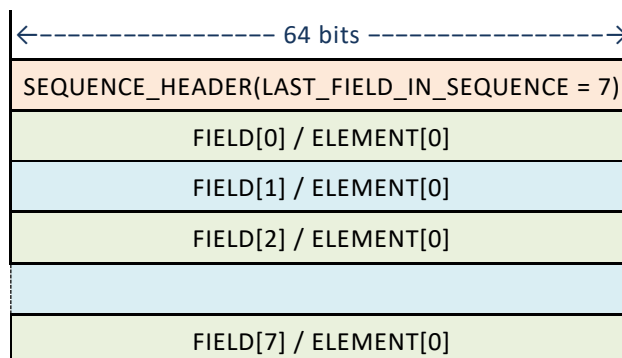 64 bits
SEQUENCE_HEADER(LAST_FIELD_IN_SEQUENCE = 7)
FIELD[0] / ELEMENT[0]
FIELD[1] / ELEMENT[0]
FIELD[2] / ELEMENT[0]
FIELD[7] / ELEMENT[0]